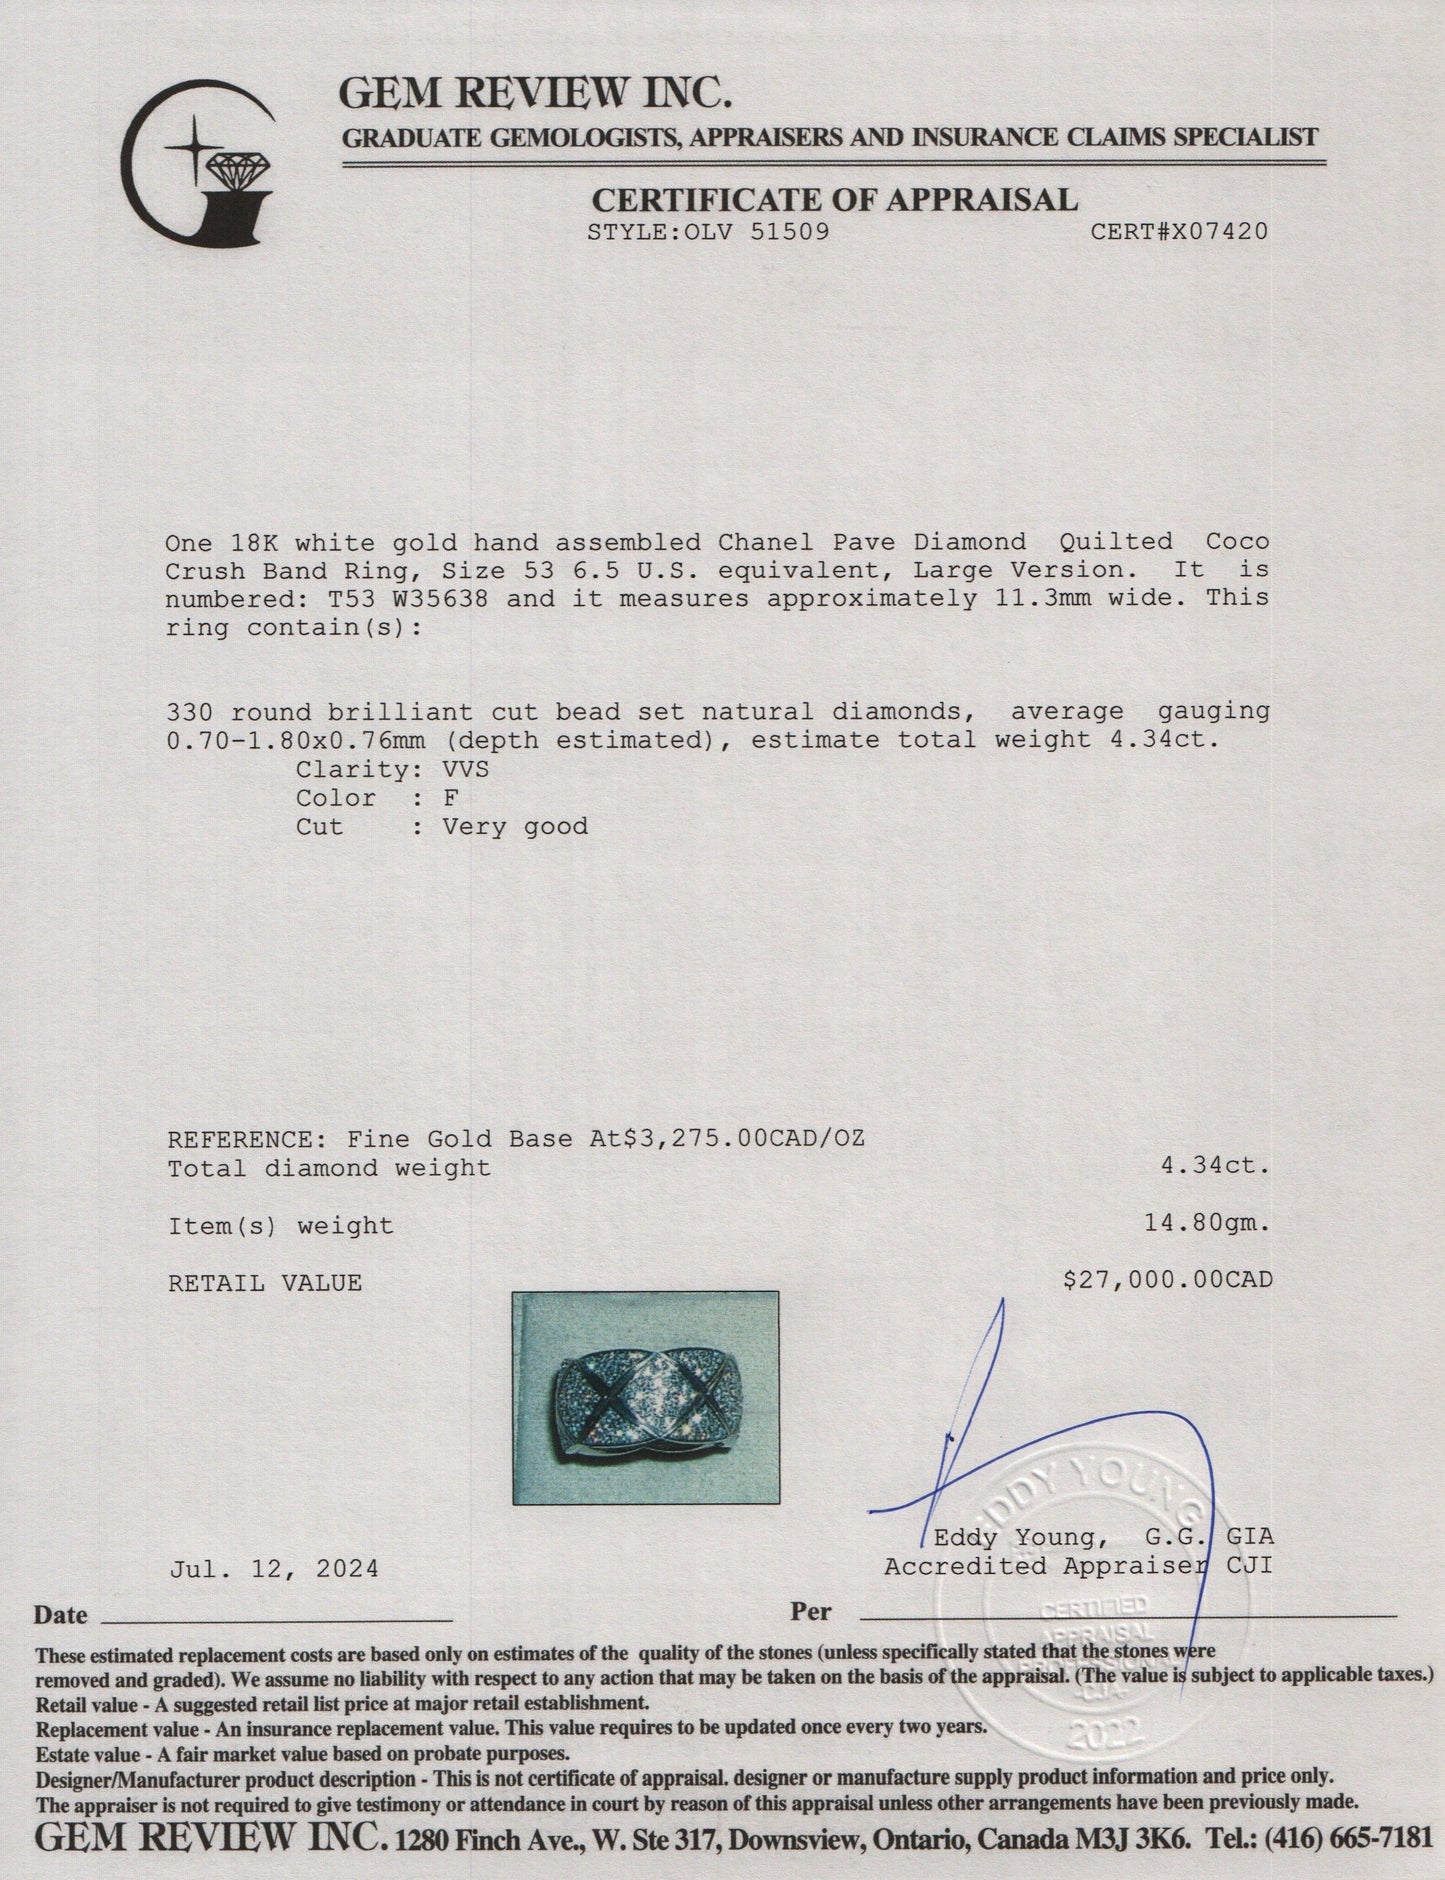 GEM REVIEW INC.
GRADUATE GEMOLOGISTS, APPRAISERS AND INSURANCE CLAIMS SPECIALIST
CERTIFICATE OF APPRAISAL
STYLE:OLV 51509 CERT#X07420
One 18K white gold hand assembled Chanel Pave Diamond Quilted Coco
Crush Band Ring, Size 53 6.5 U.S. equivalent, Large Version. It is
numbered: T53 W35638 and it measures approximately 11.3mm wide. This
ring contain(s):
330 round brilliant cut bead set natural diamonds, average gauging
0.70-1.80x0.76mm (depth estimated), estimate total weight 4.34ct.
Clarity: VVS
Color : F
Cut : Very good
REFERENCE: Fine Gold Base At$3,275.00CAD/OZ
Total diamond weight 4.34ct.
Item(s) weight 14.80gm.
RETAIL VALUE $27,000.00CAD
Eddy Young, G.G. GIA
Jul. 12, 2024 Accredited Appraiser CJI
Date Per
EDDY YOUNG
CERTIFIED
APPRAISAL
PROFESSIONAL
CJI
2022
These estimated replacement costs are based only on estimates of the quality of the stones (unless specifically stated that the stones were
removed and graded). We assume no liability with respect to any action that may be taken on the basis of the appraisal. (The value is subject to applicable taxes.)
Retail value - A suggested retail list price at major retail establishment.
Replacement value - An insurance replacement value. This value requires to be updated once every two years.
Estate value - A fair market value based on probate purposes.
Designer/Manufacturer product description - This is not certificate of appraisal. designer or manufacture supply product information and price only.
The appraiser is not required to give testimony or attendance in court by reason of this appraisal unless other arrangements have been previously made.
GEM REVIEW INC. 1280 Finch Ave., W. Ste 317, Downsview, Ontario, Canada M3J 3K6. Tel.: (416) 665-7181